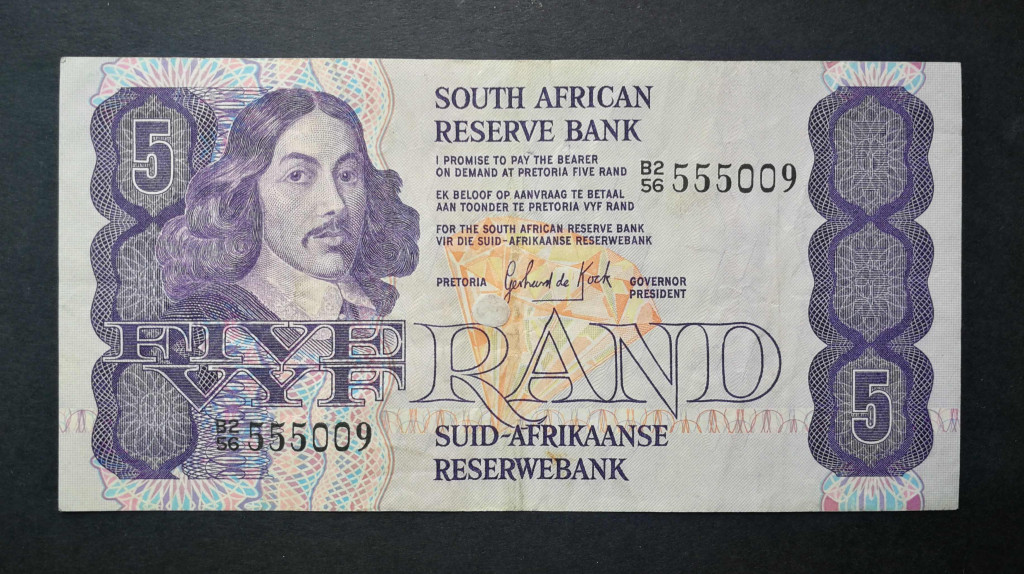 5
SOUTH AFRICAN
RESERVE BANK
I PROMISE TO PAY THE BEARER
ON DEMAND AT PRETORIA FIVE RAND
B2
56 555009
EK BELOOF OP AANVRAAG TE BETAAL
AAN TOONDER TE PRETORIA VYF RAND
FOR THE SOUTH AFRICAN RESERVE BANK
VIR DIE SUID-AFRIKAANSE RESERWEBANK
PRETORIA Gerhard de Kock GOVERNOR
PRESIDENT
FIVE RAND
VYF
B2
56 555009
SUID-AFRIKAANSE
RESERWEBANK
5